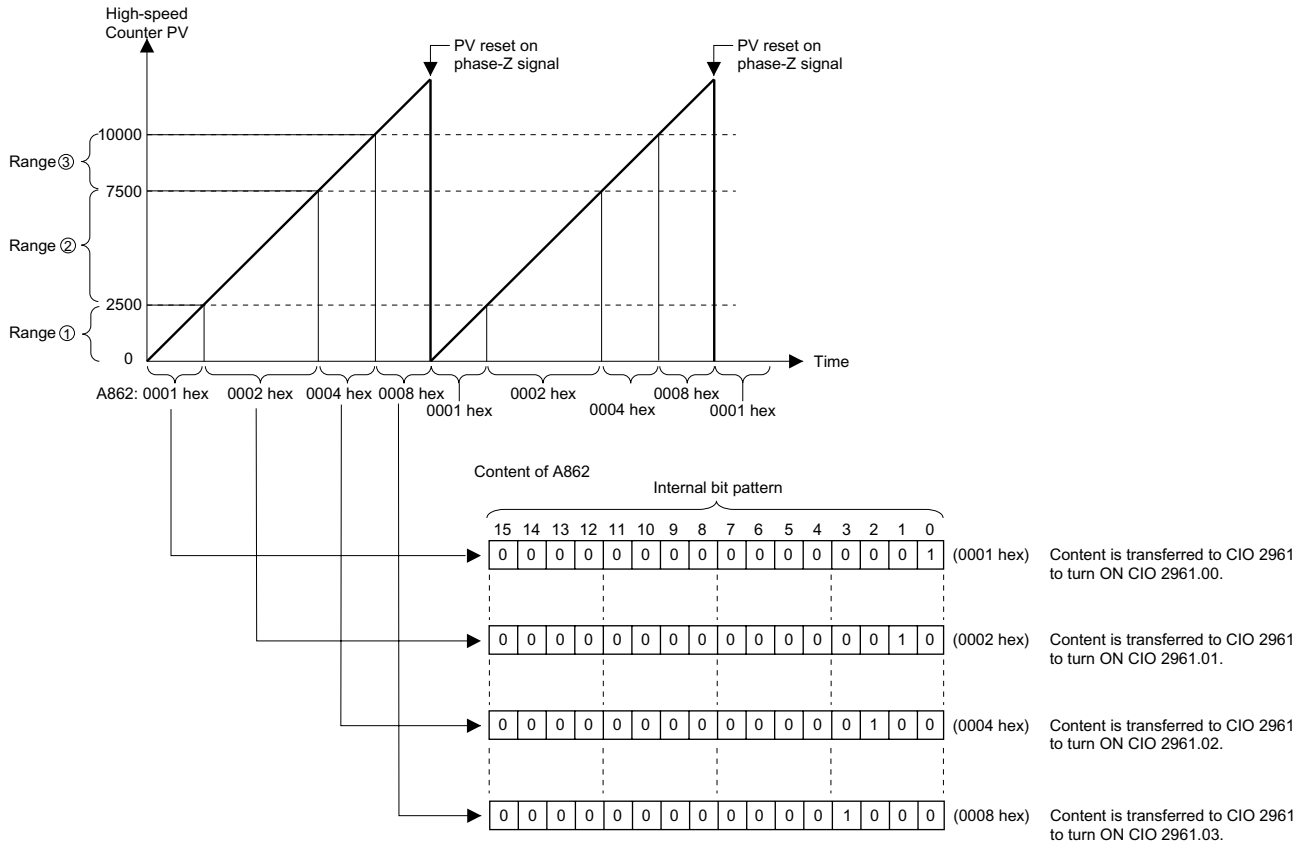 High-speed
Counter PV
PV reset on
phase-Z signal
PV reset on
phase-Z signal
10000
Range③
7500
Range②
2500
Range①
0
Time
A862: 0001 hex 0002 hex 0004 hex 0008 hex 0001 hex 0002 hex 0004 hex 0008 hex 0001 hex
Content of A862
Internal bit pattern
15 14 13 12 11 10 9 8 7 6 5 4 3 2 1 0
0 0 0 0 0 0 0 0 0 0 0 0 0 0 0 1 (0001 hex) Content is transferred to CIO 2961
to turn ON CIO 2961.00.
0 0 0 0 0 0 0 0 0 0 0 0 0 0 1 0 (0002 hex) Content is transferred to CIO 2961
to turn ON CIO 2961.01.
0 0 0 0 0 0 0 0 0 0 0 0 0 1 0 0 (0004 hex) Content is transferred to CIO 2961
to turn ON CIO 2961.02.
0 0 0 0 0 0 0 0 0 0 0 0 1 0 0 0 (0008 hex) Content is transferred to CIO 2961
to turn ON CIO 2961.03.